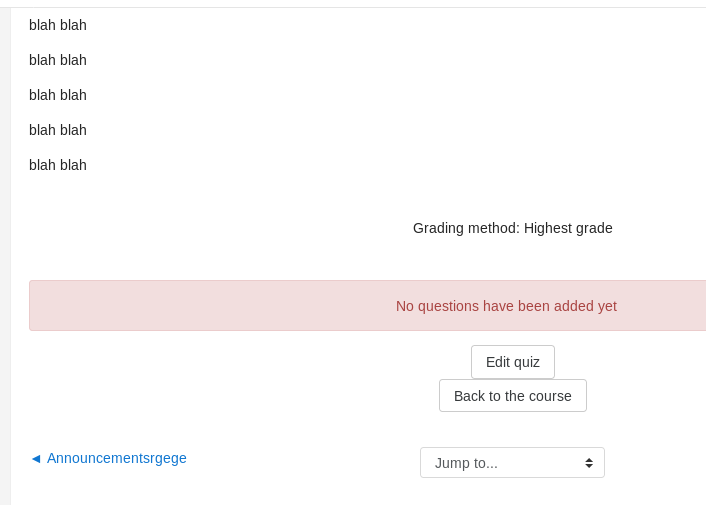 blah blah
blah blah
blah blah
blah blah
blah blah
Grading method: Highest grade
No questions have been added yet
Edit quiz
Back to the course
◄ Announcementsrgege
Jump to...